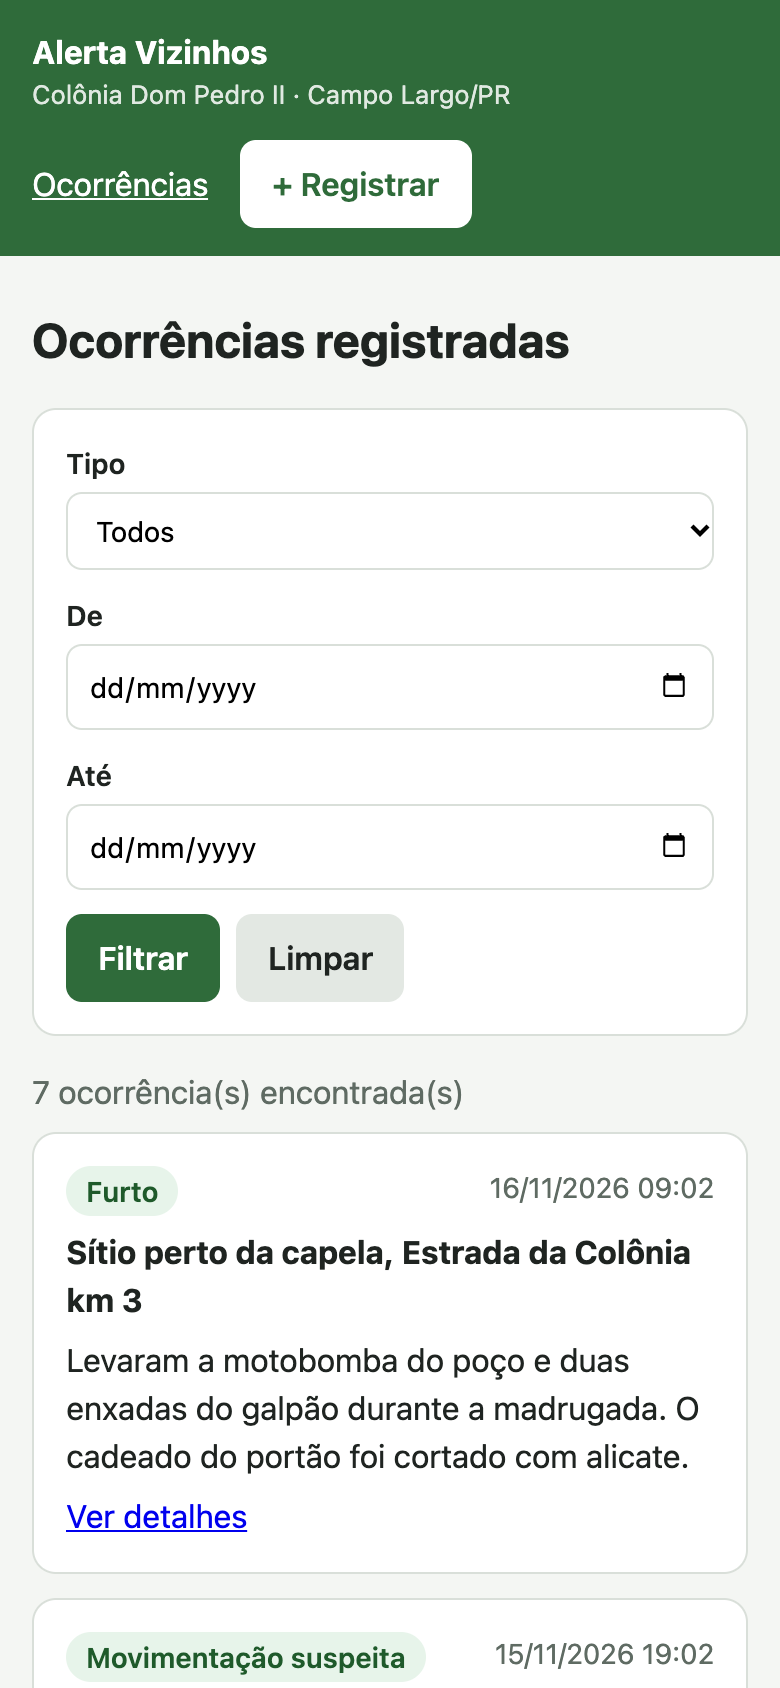 Alerta Vizinhos
Colônia Dom Pedro II · Campo Largo/PR
Ocorrências
+ Registrar
Ocorrências registradas
Tipo
Todos
De
dd/mm/yyyy
Até
dd/mm/yyyy
Filtrar
Limpar
7 ocorrência(s) encontrada(s)
Furto
16/11/2026 09:02
Sítio perto da capela, Estrada da Colônia
km 3
Levaram a motobomba do poço e duas
enxadas do galpão durante a madrugada. O
cadeado do portão foi cortado com alicate.
Ver detalhes
Movimentação suspeita
15/11/2026 19:02